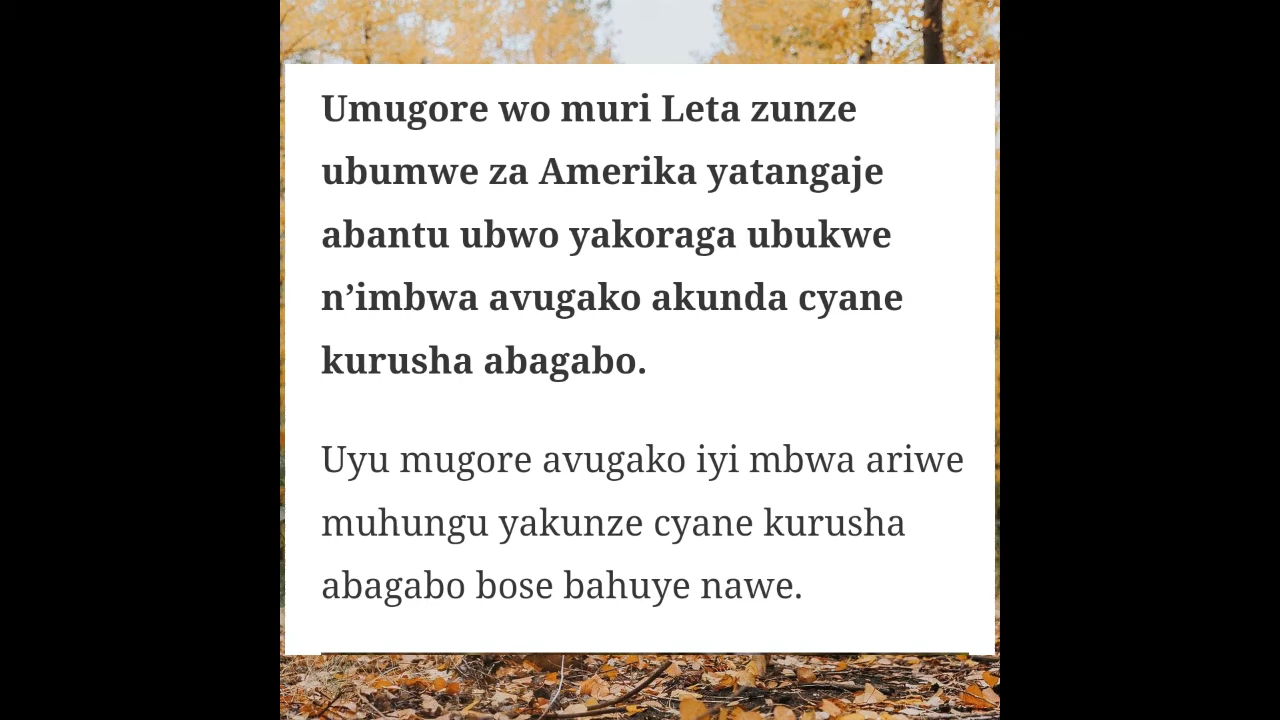 Umugore wo muri Leta zunze
ubumwe za Amerika yatangaje
abantu ubwo yakoraga ubukwe
n’imbwa avugako akunda cyane
kurusha abagabo.
Uyu mugore avugako iyi mbwa ariwe
muhungu yakunze cyane kurusha
abagabo bose bahuye nawe.